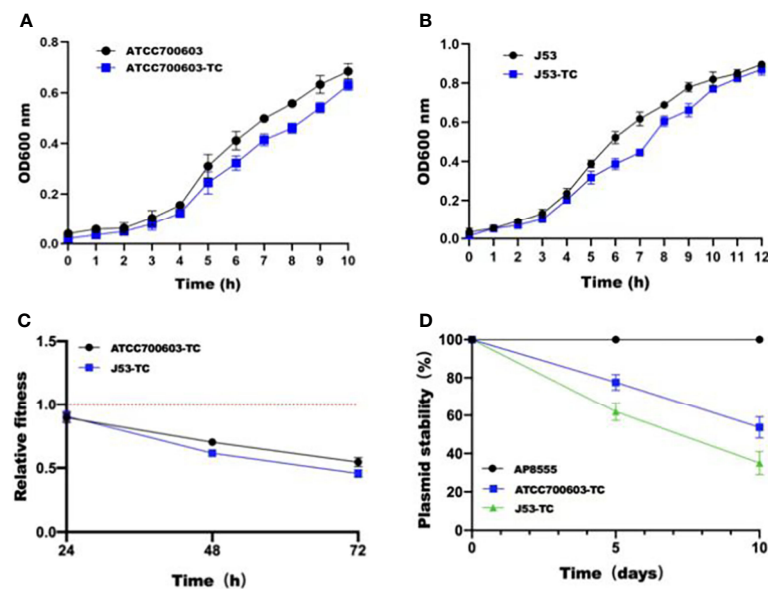 A
ATCC700603
ATCC700603-TC
OD600 nm
0.8
0.6
0.4
0.2
0.0
0 1 2 3 4 5 6 7 8 9 10
Time (h)
B
J53
J53-TC
OD600 nm
1.0
0.8
0.6
0.4
0.2
0.0
0 1 2 3 4 5 6 7 8 9 10 11 12
Time (h)
C
ATCC700603-TC
J53-TC
Relative fitness
1.5
1.0
0.5
0.0
24 48 72
Time (h)
D
Plasmid stability (%)
100
80
60
40
20
0
AP8555
ATCC700603-TC
J53-TC
0 5 10
Time (days)